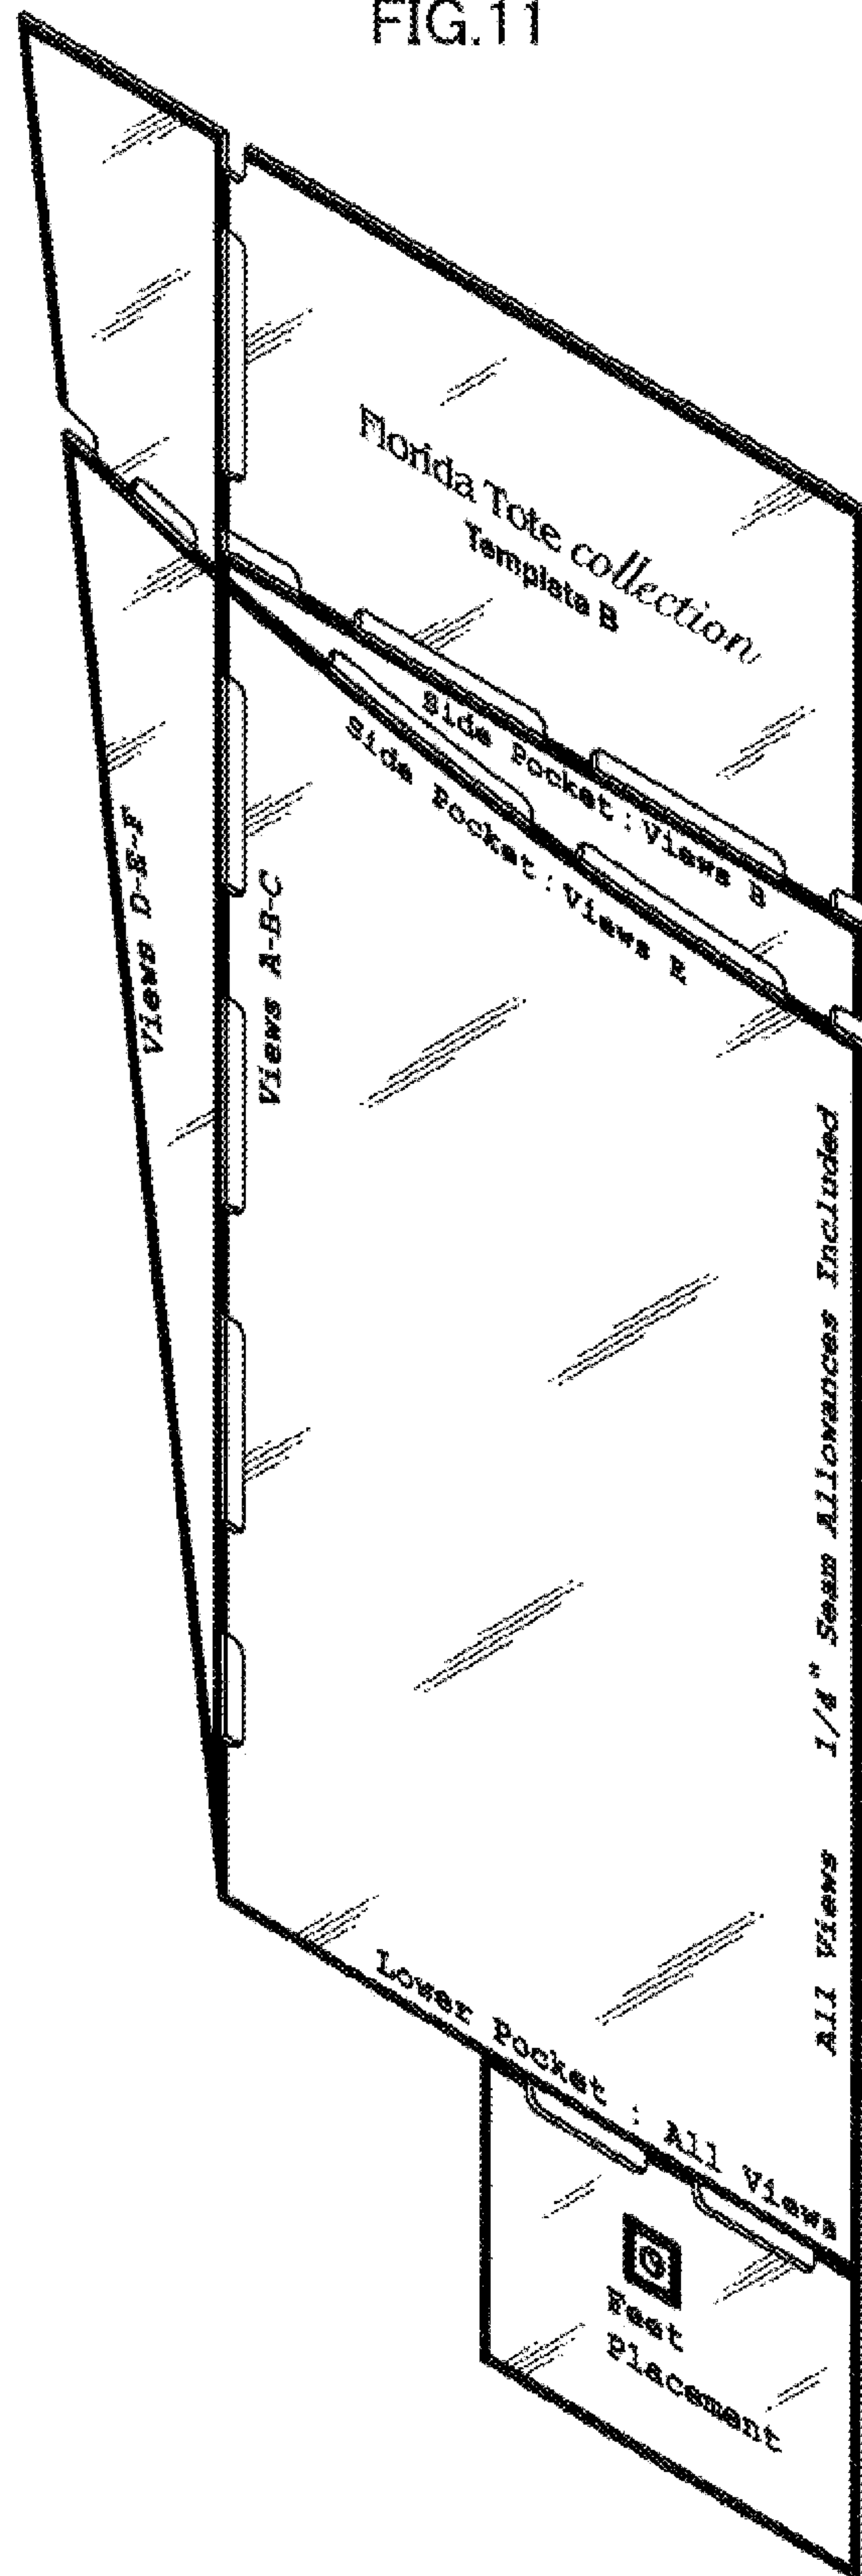 FIG.11
Florida Tote collection
Template B
Side Pocket : Views B
Side Pocket : Views E
Views D-E-F
Views A-B-C
All Views 1/4" Seam Allowances Included
Lower Pocket : All Views
Feet
Placement